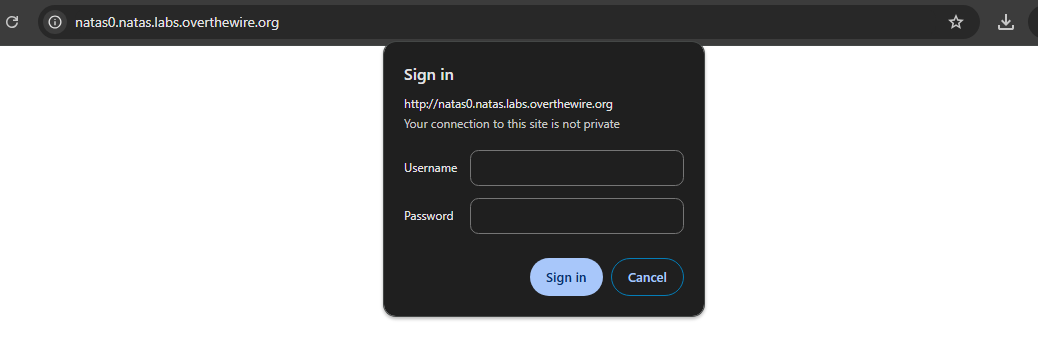 natas0.natas.labs.overthewire.org
Sign in
http://natas0.natas.labs.overthewire.org
Your connection to this site is not private
Username
Password
Sign in Cancel